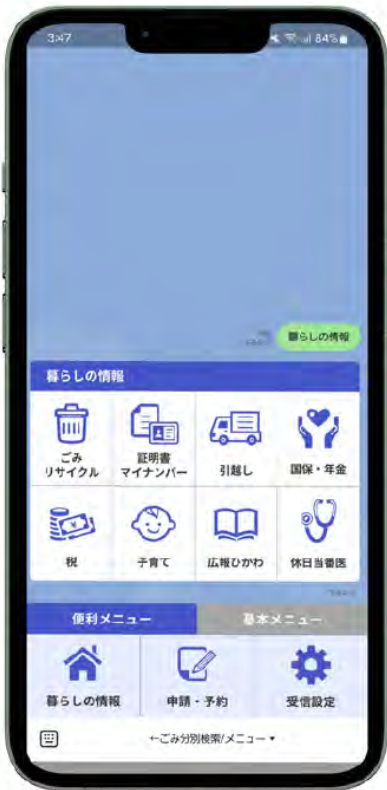 3:47
84%
暮らしの情報
暮らしの情報
ごみ
リサイクル
証明書
マイナンバー
引越し
国保・年金
税
子育て
広報ひかわ
休日当番医
便利メニュー
基本メニュー
暮らしの情報
申請・予約
受信設定
←ごみ分別検索/メニュー▾